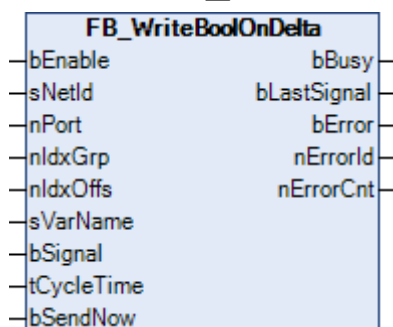 FB_WriteBoolOnDelta
bEnable bBusy
sNetId bLastSignal
nPort bError
nIdxGrp nErrorId
nIdxOffs nErrorCnt
sVarName
bSignal
tCycleTime
bSendNow